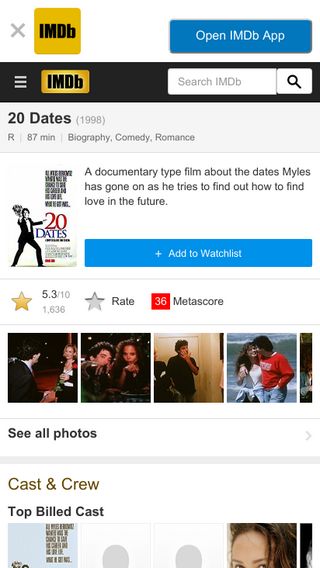 IMDb
Open IMDb App
IMDb
Search IMDb
20 Dates (1998)
R | 87 min | Biography, Comedy, Romance
A documentary type film about the dates Myles
has gone on as he tries to find out how to find
love in the future.
20
DATES
+ Add to Watchlist
5.3/10
1,636
Rate
36 Metascore
See all photos
Cast & Crew
Top Billed Cast